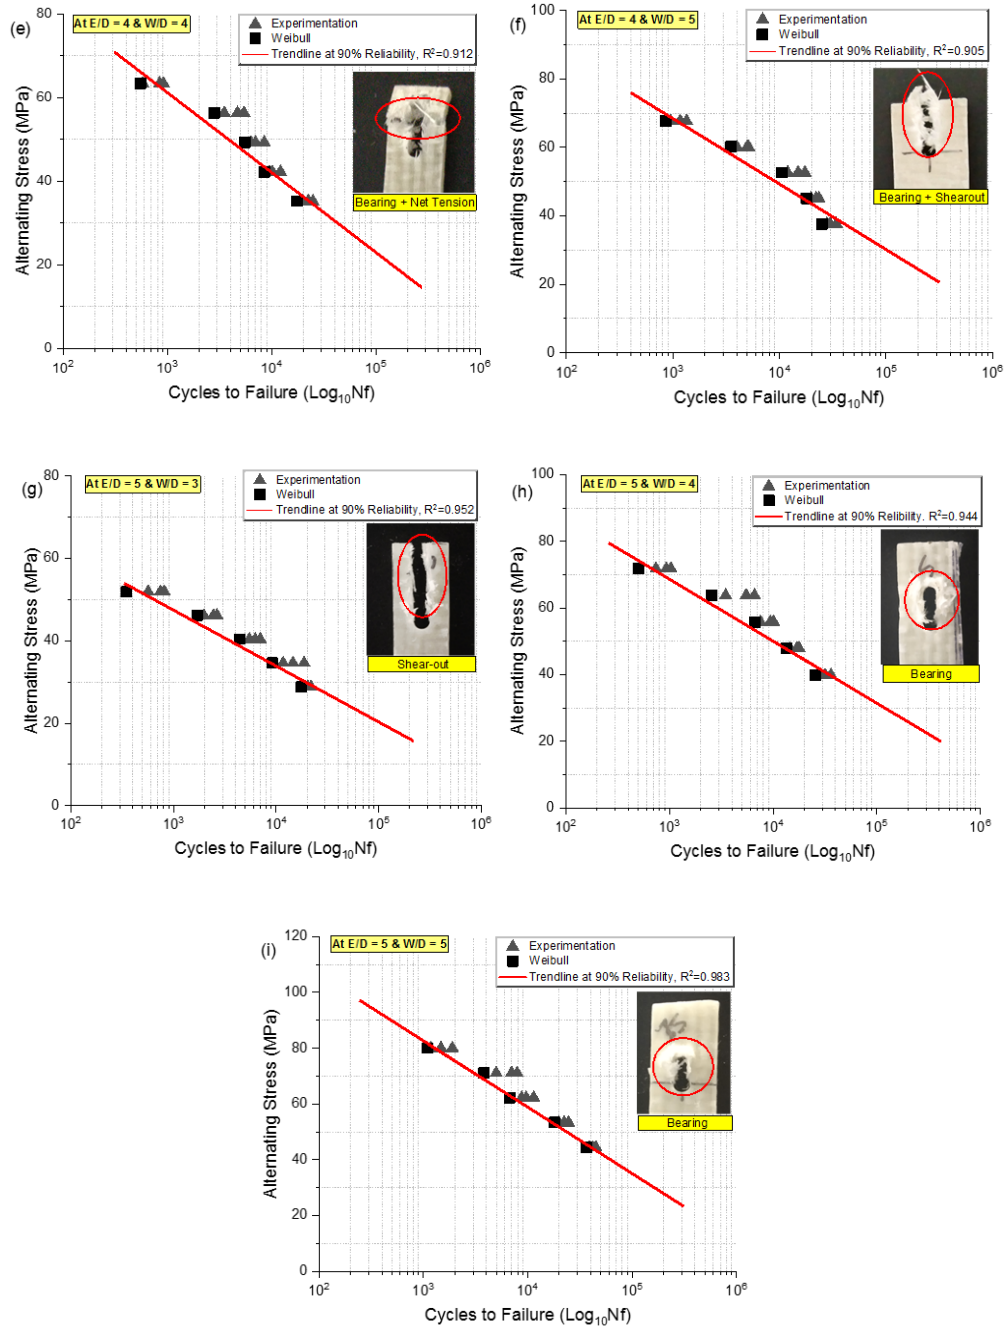 (e)
At E/D = 4 & W/D = 4
Experimentation
Weibull
Trendline at 90% Reliability, R²=0.912
Bearing + Net Tension
80
60
40
20
0
Alternating Stress (MPa)
10² 10³ 10⁴ 10⁵ 10⁶
Cycles to Failure (Log₁₀Nf)
(f)
At E/D = 4 & W/D = 5
Experimentation
Weibull
Trendline at 90% Reliability, R²=0.905
Bearing + Shearout
100
80
60
40
20
0
Alternating Stress (MPa)
10² 10³ 10⁴ 10⁵ 10⁶
Cycles to Failure (Log₁₀Nf)
(g)
At E/D = 5 & W/D = 3
Experimentation
Weibull
Trendline at 90% Reliability, R²=0.952
Shear-out
80
60
40
20
0
Alternating Stress (MPa)
10² 10³ 10⁴ 10⁵ 10⁶
Cycles to Failure (Log₁₀Nf)
(h)
At E/D = 5 & W/D = 4
Experimentation
Weibull
Trendline at 90% Relibility. R²=0.944
Bearing
100
80
60
40
20
0
Alternating Stress (MPa)
10² 10³ 10⁴ 10⁵ 10⁶
Cycles to Failure (Log₁₀Nf)
(i)
At E/D = 5 & W/D = 5
Experimentation
Weibull
Trendline at 90% Reliability, R²=0.983
Bearing
120
100
80
60
40
20
0
Alternating Stress (MPa)
10² 10³ 10⁴ 10⁵ 10⁶
Cycles to Failure (Log₁₀Nf)